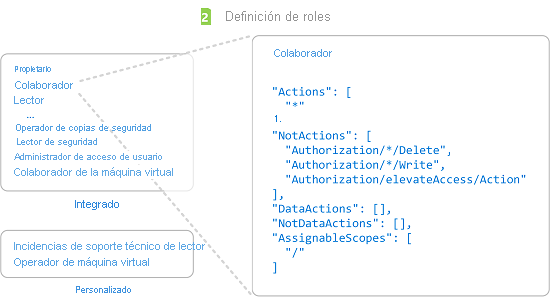 2 Definición de roles
Propietario
Colaborador
Lector
...
Operador de copias de seguridad
Lector de seguridad
Administrador de acceso de usuario
Colaborador de la máquina virtual
Integrado
Incidencias de soporte técnico de lector
Operador de máquina virtual
Personalizado
Colaborador
"Actions": [
"*"
1.
"NotActions": [
"Authorization/*/Delete",
"Authorization/*/Write",
"Authorization/elevateAccess/Action"
],
"DataActions": [],
"NotDataActions": [],
"AssignableScopes": [
"/"
]